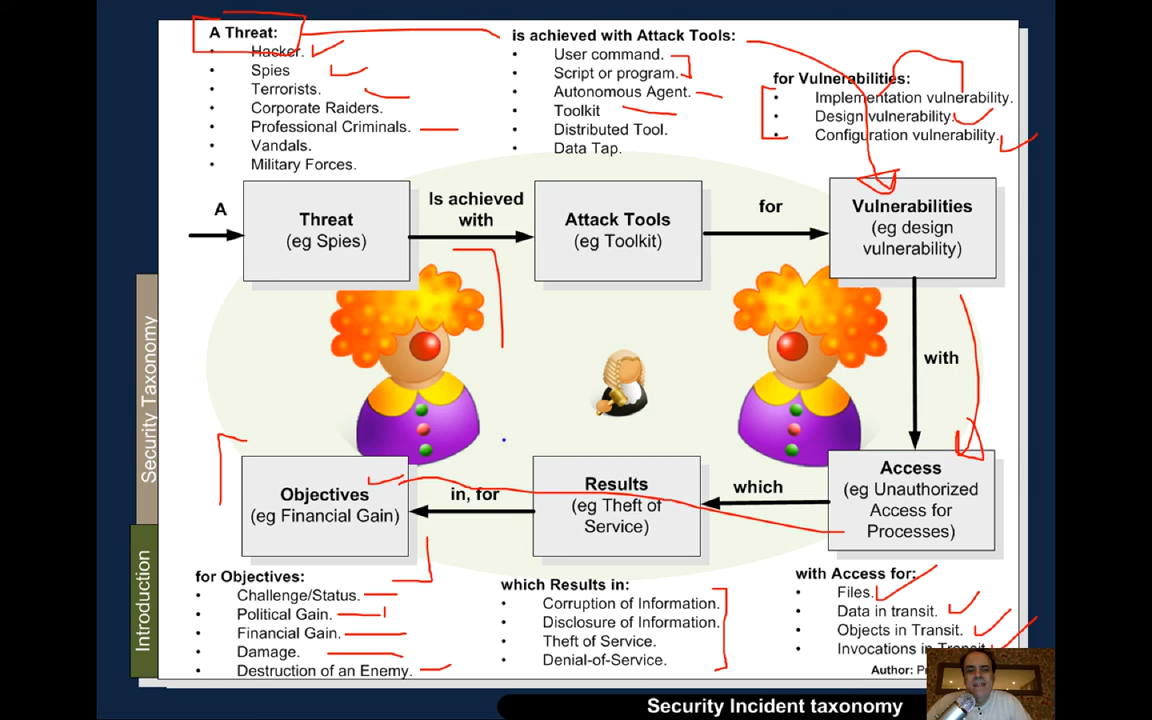 A Threat:
• Hacker.
• Spies
• Terrorists.
• Corporate Raiders.
• Professional Criminals.
• Vandals.
• Military Forces.
is achieved with Attack Tools:
• User command.
• Script or program.
• Autonomous Agent.
• Toolkit
• Distributed Tool.
• Data Tap.
for Vulnerabilities:
• Implementation vulnerability.
• Design vulnerability.
• Configuration vulnerability.
A
Threat
(eg Spies)
Is achieved
with
Attack Tools
(eg Toolkit)
for
Vulnerabilities
(eg design
vulnerability)
with
Access
(eg Unauthorized
Access for
Processes)
which
Results
(eg Theft of
Service)
in, for
Objectives
(eg Financial Gain)
for Objectives:
• Challenge/Status.
• Political Gain.
• Financial Gain.
• Damage.
• Destruction of an Enemy.
which Results in:
• Corruption of Information.
• Disclosure of Information.
• Theft of Service.
• Denial-of-Service.
with Access for:
• Files.
• Data in transit.
• Objects in Transit.
• Invocations in Transit.
Author:
Security Taxonomy
Introduction
Security Incident taxonomy